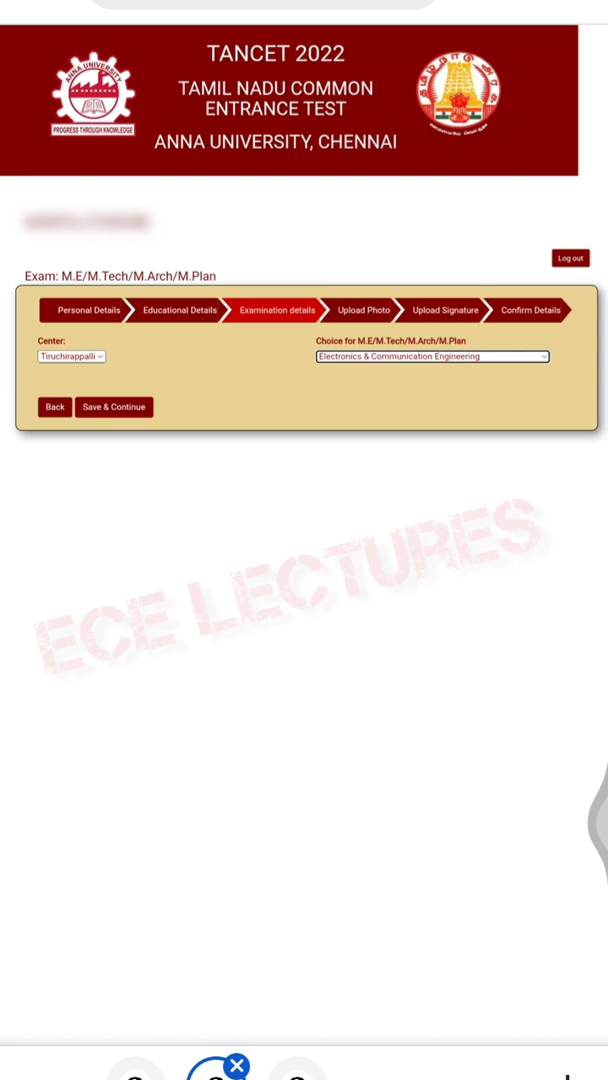 TANCET 2022
TAMIL NADU COMMON
ENTRANCE TEST
ANNA UNIVERSITY, CHENNAI
ANNA UNIVERSITY
PROGRESS THROUGH KNOWLEDGE
தமிழ்நாடு அரசு
வாய்மையே வெல்லும்
Log out
Exam: M.E/M.Tech/M.Arch/M.Plan
Personal Details
Educational Details
Examination details
Upload Photo
Upload Signature
Confirm Details
Center:
Tiruchirappalli
Choice for M.E/M.Tech/M.Arch/M.Plan
Electronics & Communication Engineering
Back
Save & Continue
ECE LECTURES